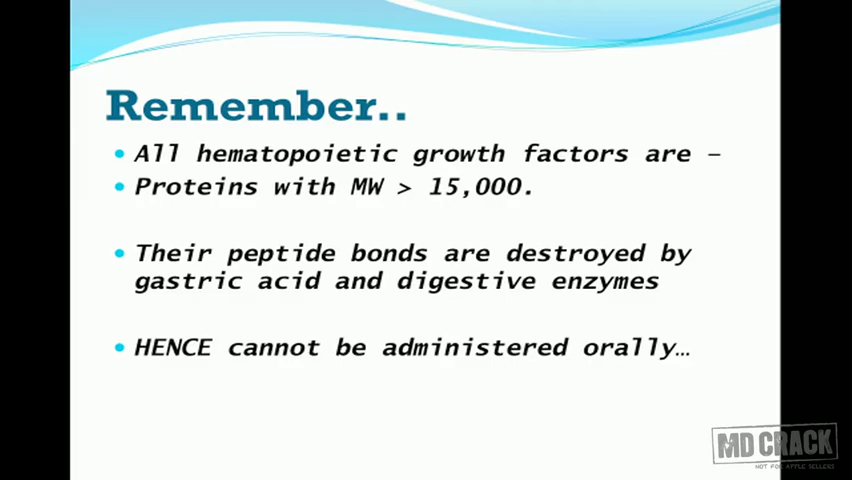 Remember..
All hematopoietic growth factors are –
Proteins with MW > 15,000.
Their peptide bonds are destroyed by
gastric acid and digestive enzymes
HENCE cannot be administered orally…
MD CRACK
NOT FOR APPLE SELLERS